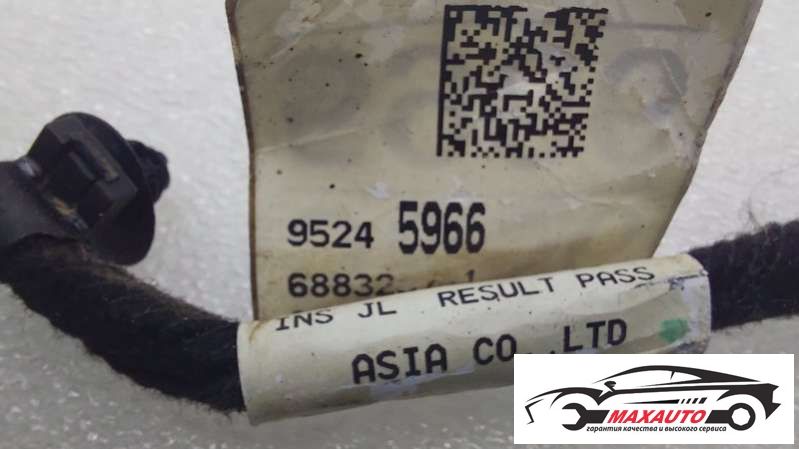 9524 5966
68832
INS JL RESULT PASS
ASIA CO.,LTD
MAXAUTO
гарантия качества и высокого сервиса